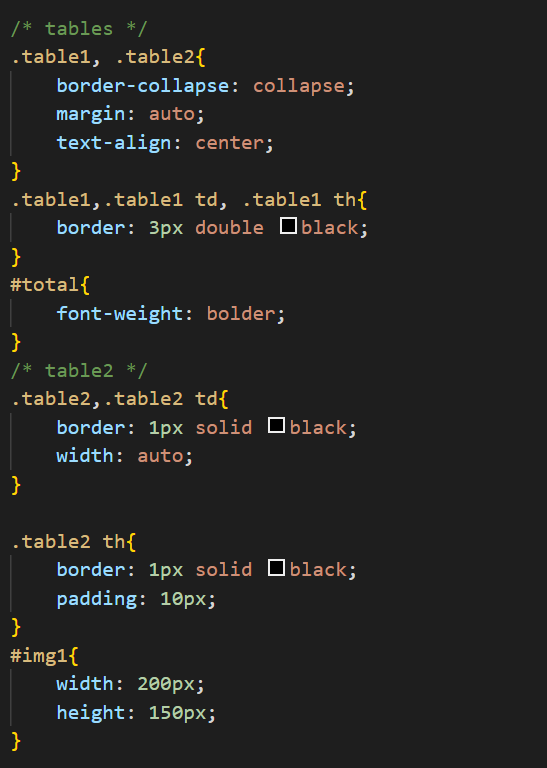 /* tables */
.table1, .table2{
    border-collapse: collapse;
    margin: auto;
    text-align: center;
}
.table1,.table1 td, .table1 th{
    border: 3px double black;
}
#total{
    font-weight: bolder;
}
/* table2 */
.table2,.table2 td{
    border: 1px solid black;
    width: auto;
}

.table2 th{
    border: 1px solid black;
    padding: 10px;
}
#img1{
    width: 200px;
    height: 150px;
}